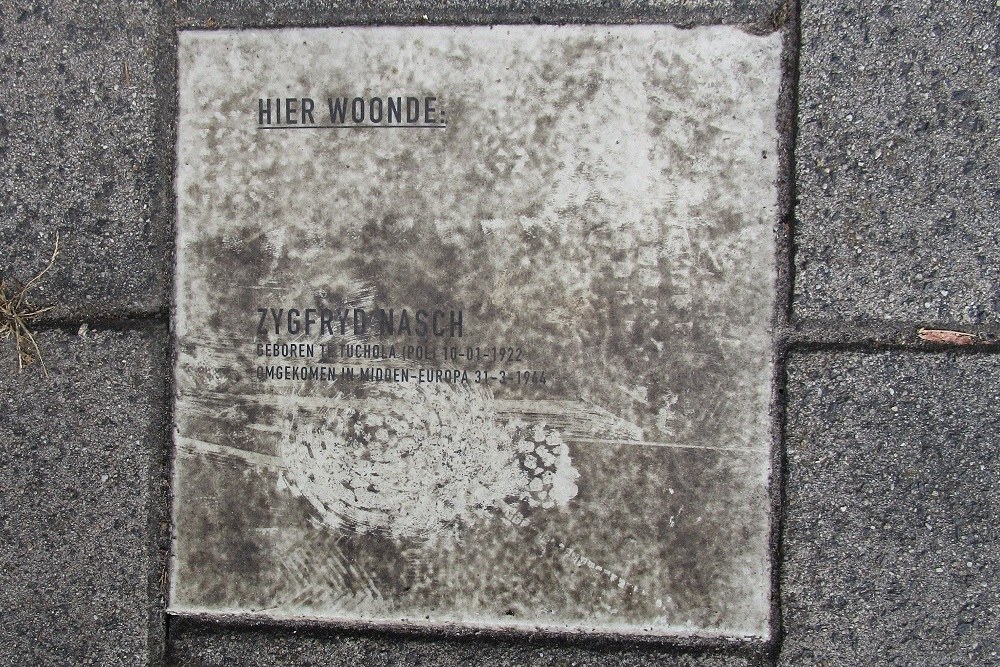 HIER WOONDE:
ZYGFRYD NASCH
GEBOREN TE TUCHOLA (POL) 10-01-1922
OMGEKOMEN IN MIDDEN-EUROPA 31-3-1944